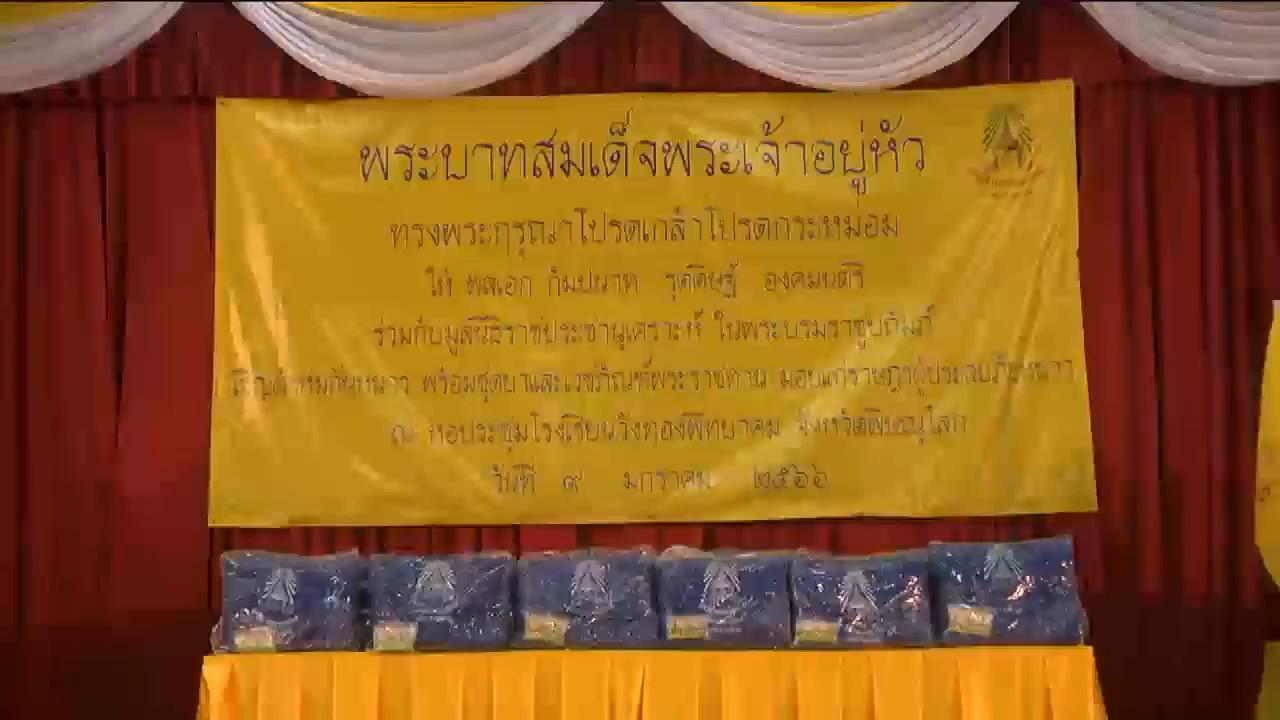 พระบาทสมเด็จพระเจ้าอยู่หัว
ทรงพระกรุณาโปรดเกล้าโปรดกระหม่อม
ให้ พลเอก กัมปนาท รุดดิษฐ์ องคมนตรี
ร่วมกับมูลนิธิราชประชานุเคราะห์ ในพระบรมราชูปถัมภ์
เชิญผ้าห่มกันหนาว พร้อมชุดยาและเวชภัณฑ์พระราชทาน มอบแก่ราษฎรผู้ประสบภัยหนาว
ณ หอประชุมโรงเรียนวังทองพิทยาคม จังหวัดพิษณุโลก
วันที่ ๙ มกราคม ๒๕๖๖